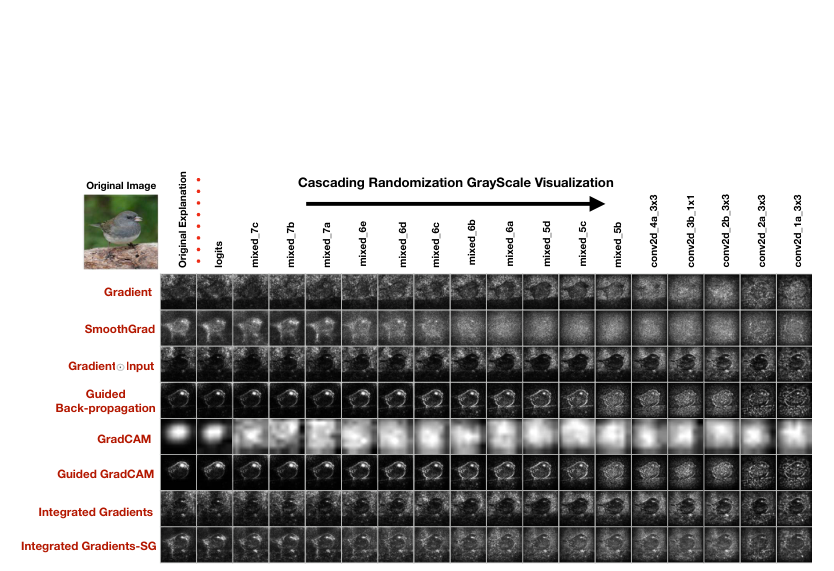 Original Image
Original Explanation
logits
mixed_7c
mixed_7b
mixed_7a
mixed_6e
mixed_6d
mixed_6c
mixed_6b
mixed_6a
mixed_5d
mixed_5c
mixed_5b
conv2d_4a_3x3
conv2d_3b_1x1
conv2d_2b_3x3
conv2d_2a_3x3
conv2d_1a_3x3
Cascading Randomization GrayScale Visualization
Gradient
SmoothGrad
Gradient⊙Input
Guided
Back-propagation
GradCAM
Guided GradCAM
Integrated Gradients
Integrated Gradients-SG